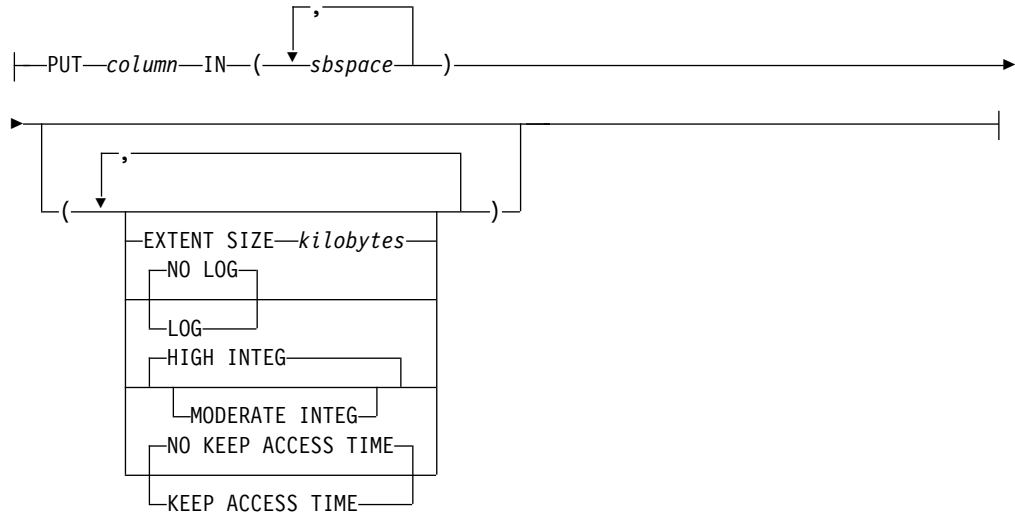 ,
PUT column IN ( sbspace )
,
( )
EXTENT SIZE kilobytes
NO LOG
LOG
HIGH INTEG
MODERATE INTEG
NO KEEP ACCESS TIME
KEEP ACCESS TIME